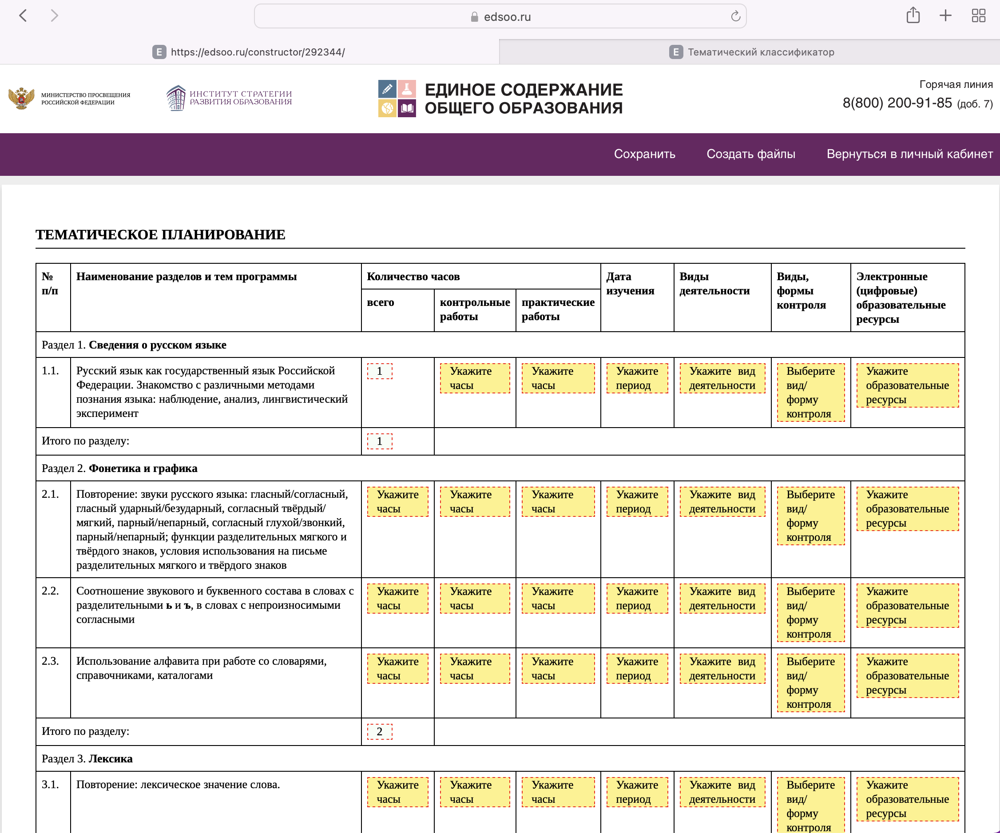 edsoo.ru
E https://edsoo.ru/constructor/292344/
E Тематический классификатор
МИНИСТЕРСТВО ПРОСВЕЩЕНИЯ
РОССИЙСКОЙ ФЕДЕРАЦИИ
ИНСТИТУТ СТРАТЕГИИ
РАЗВИТИЯ ОБРАЗОВАНИЯ
ЕДИНОЕ СОДЕРЖАНИЕ
ОБЩЕГО ОБРАЗОВАНИЯ
Горячая линия
8(800) 200-91-85 (доб. 7)
Сохранить Создать файлы Вернуться в личный кабинет
ТЕМАТИЧЕСКОЕ ПЛАНИРОВАНИЕ
№
п/п
Наименование разделов и тем программы
Количество часов
всего
контрольные
работы
практические
работы
Дата
изучения
Виды
деятельности
Виды,
формы
контроля
Электронные
(цифровые)
образовательные
ресурсы
Раздел 1. Сведения о русском языке
1.1.
Русский язык как государственный язык Российской
Федерации. Знакомство с различными методами
познания языка: наблюдение, анализ, лингвистический
эксперимент
1
Укажите
часы
Укажите
часы
Укажите
период
Укажите вид
деятельности
Выберите
вид/
форму
контроля
Укажите
образовательные
ресурсы
Итого по разделу:
1
Раздел 2. Фонетика и графика
2.1.
Повторение: звуки русского языка: гласный/согласный,
гласный ударный/безударный, согласный твёрдый/
мягкий, парный/непарный, согласный глухой/звонкий,
парный/непарный; функции разделительных мягкого и
твёрдого знаков, условия использования на письме
разделительных мягкого и твёрдого знаков
Укажите
часы
Укажите
часы
Укажите
часы
Укажите
период
Укажите вид
деятельности
Выберите
вид/
форму
контроля
Укажите
образовательные
ресурсы
2.2.
Соотношение звукового и буквенного состава в словах с
разделительными ь и ъ, в словах с непроизносимыми
согласными
Укажите
часы
Укажите
часы
Укажите
часы
Укажите
период
Укажите вид
деятельности
Выберите
вид/
форму
контроля
Укажите
образовательные
ресурсы
2.3.
Использование алфавита при работе со словарями,
справочниками, каталогами
Укажите
часы
Укажите
часы
Укажите
часы
Укажите
период
Укажите вид
деятельности
Выберите
вид/
форму
контроля
Укажите
образовательные
ресурсы
Итого по разделу:
2
Раздел 3. Лексика
3.1.
Повторение: лексическое значение слова.
Укажите
часы
Укажите
часы
Укажите
часы
Укажите
период
Укажите вид
деятельности
Выберите
вид/
форму
контроля
Укажите
образовательные
ресурсы